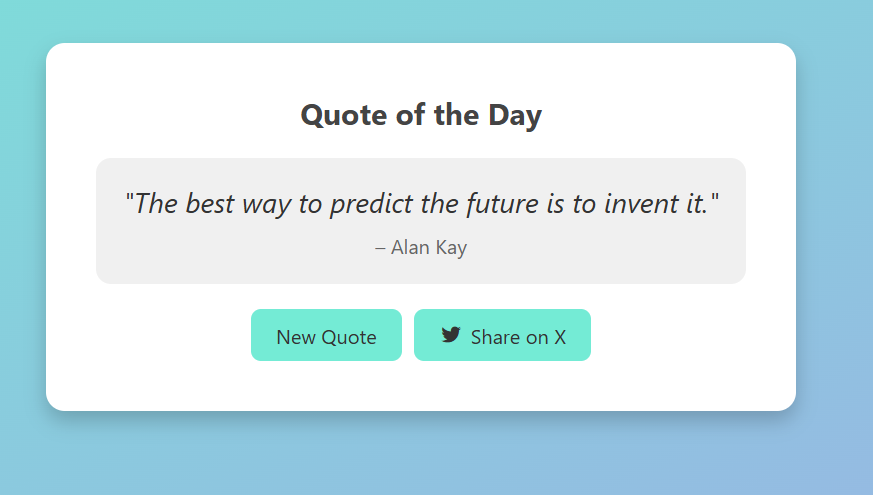 Quote of the Day
"The best way to predict the future is to invent it."
– Alan Kay
New Quote
Share on X